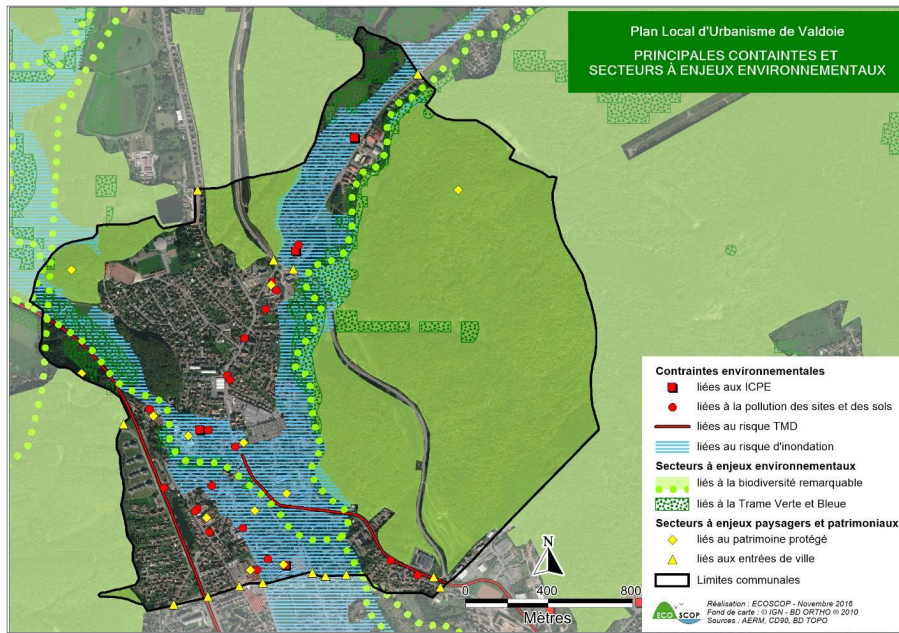 Plan Local d'Urbanisme de Valdoie
PRINCIPALES CONTAINTES ET
SECTEURS À ENJEUX ENVIRONNEMENTAUX
Contraintes environnementales
liées aux ICPE
liées à la pollution des sites et des sols
liées au risque TMD
liées au risque d'inondation
Secteurs à enjeux environnementaux
liés à la biodiversité remarquable
liés à la Trame Verte et Bleue
Secteurs à enjeux paysagers et patrimoniaux
liés au patrimoine protégé
liés aux entrées de ville
Limites communales
N
0 400 800
Mètres
ECO SCOP
Réalisation : ECOSCOP - Novembre 2016
Fond de carte : © IGN - BD ORTHO ® 2010
Sources : AERM, CD90, BD TOPO